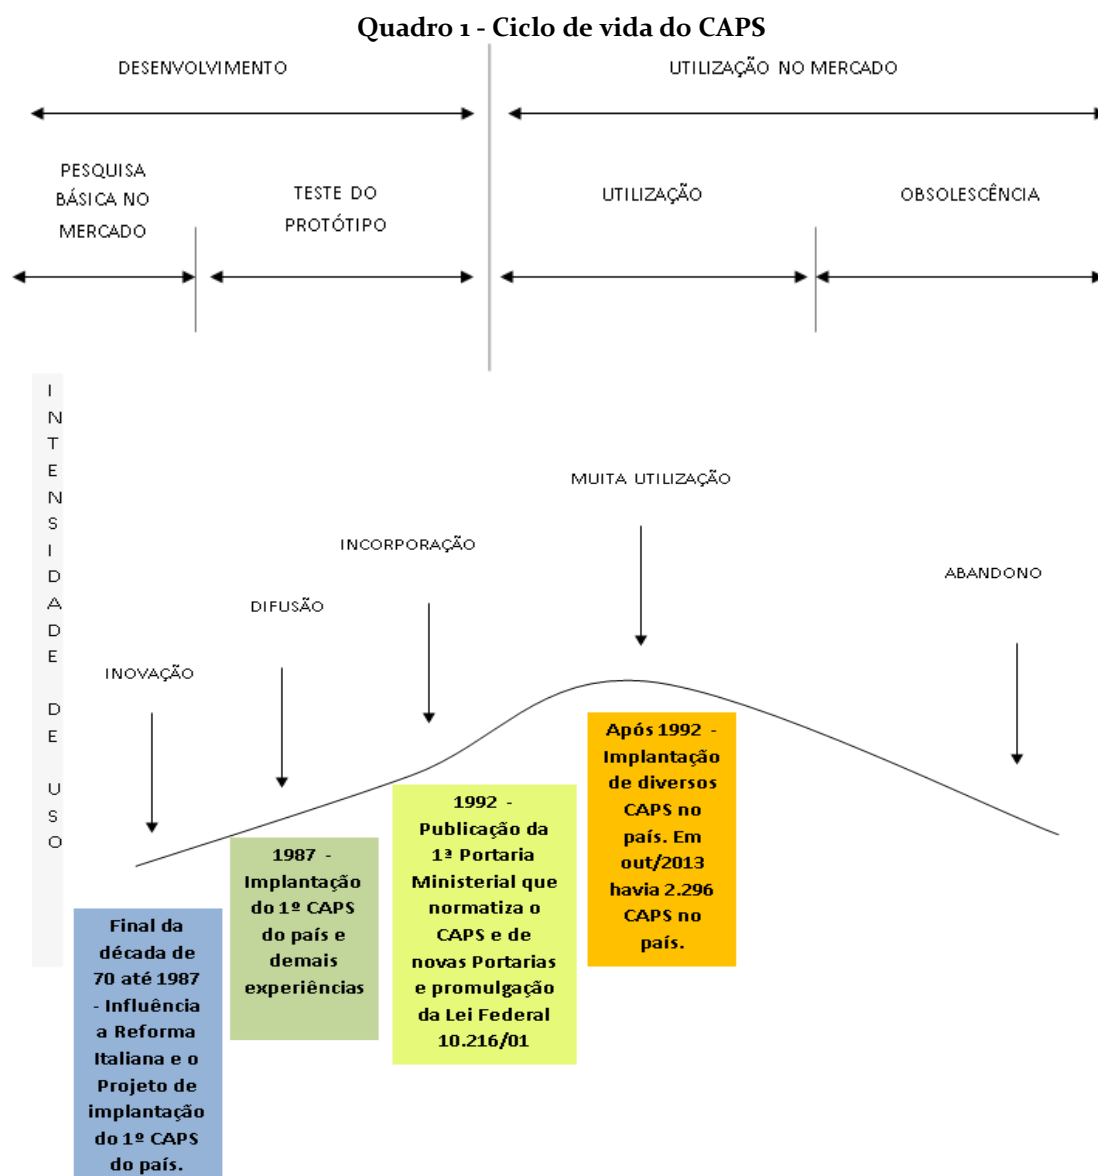 Quadro 1 - Ciclo de vida do CAPS
DESENVOLVIMENTO
UTILIZAÇÃO NO MERCADO
PESQUISA
BÁSICA NO
MERCADO
TESTE DO
PROTÓTIPO
UTILIZAÇÃO
OBSOLESCÊNCIA
INTENSIDADE DE USO
INOVAÇÃO
DIFUSÃO
INCORPORAÇÃO
MUITA UTILIZAÇÃO
ABANDONO
Final da
década de
70 até 1987
- Influência
a Reforma
Italiana e o
Projeto de
implantação
do 1º CAPS
do país.
1987 -
Implantação
do 1º CAPS
do país e
demais
experiências
1992 -
Publicação da
1ª Portaria
Ministerial que
normatiza o
CAPS e de
novas Portarias
e promulgação
da Lei Federal
10.216/01
Após 1992 -
Implantação
de diversos
CAPS no
país. Em
out/2013
havia 2.296
CAPS no
país.